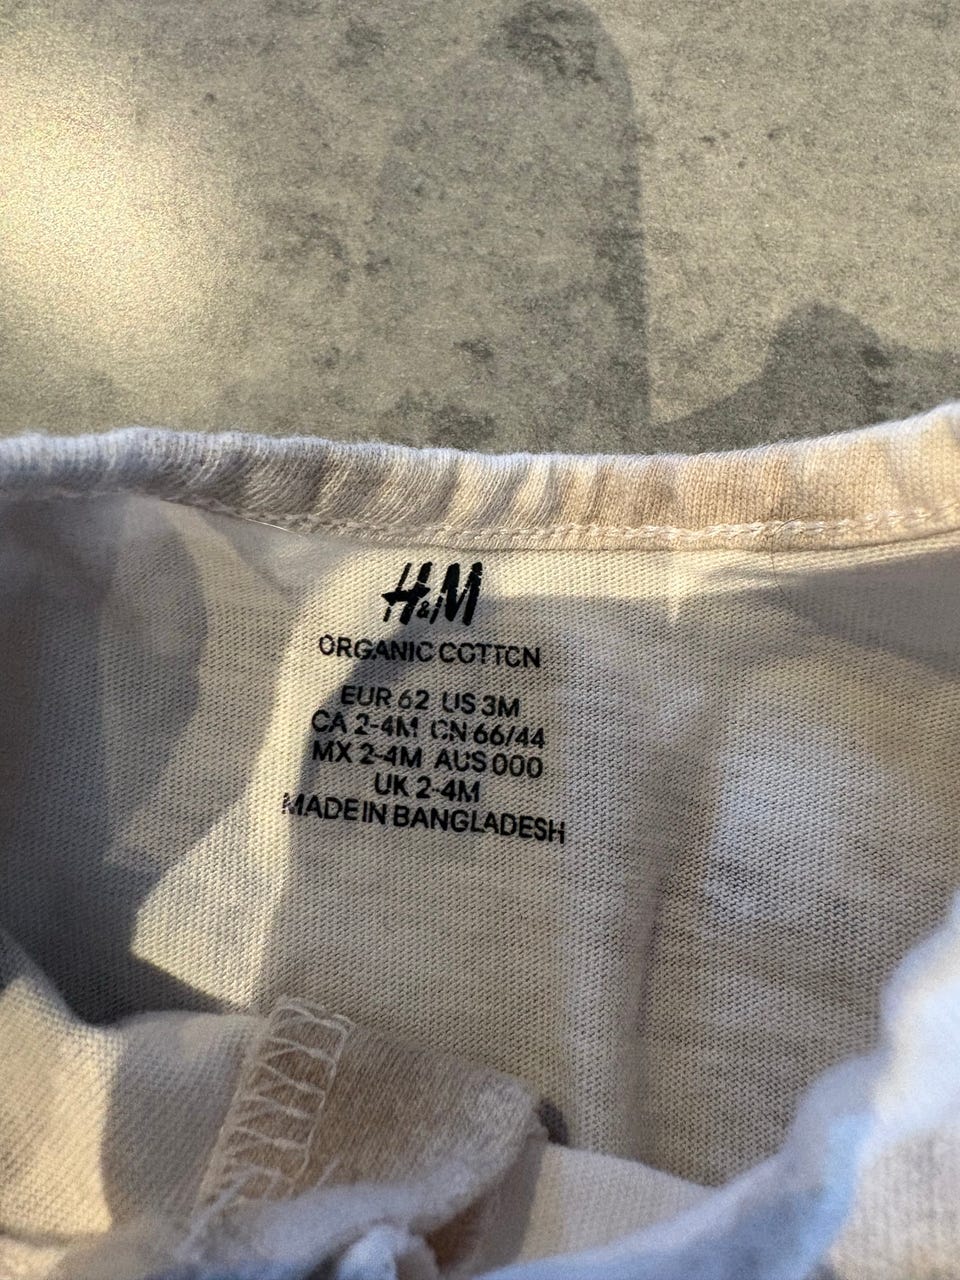 H&M
ORGANIC COTTON
EUR 62 US 3M
CA 2-4M CN 66/44
MX 2-4M AUS 000
UK 2-4M
MADE IN BANGLADESH